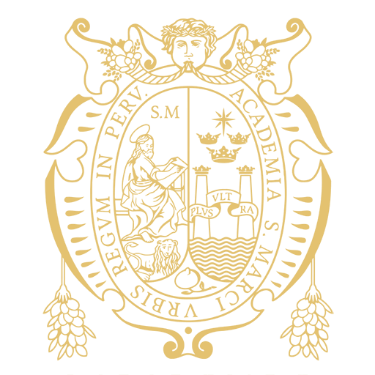 ACADEMIA S. MARCI VRBIS REGVM IN PERV.
S.M
PLVS VLT RA